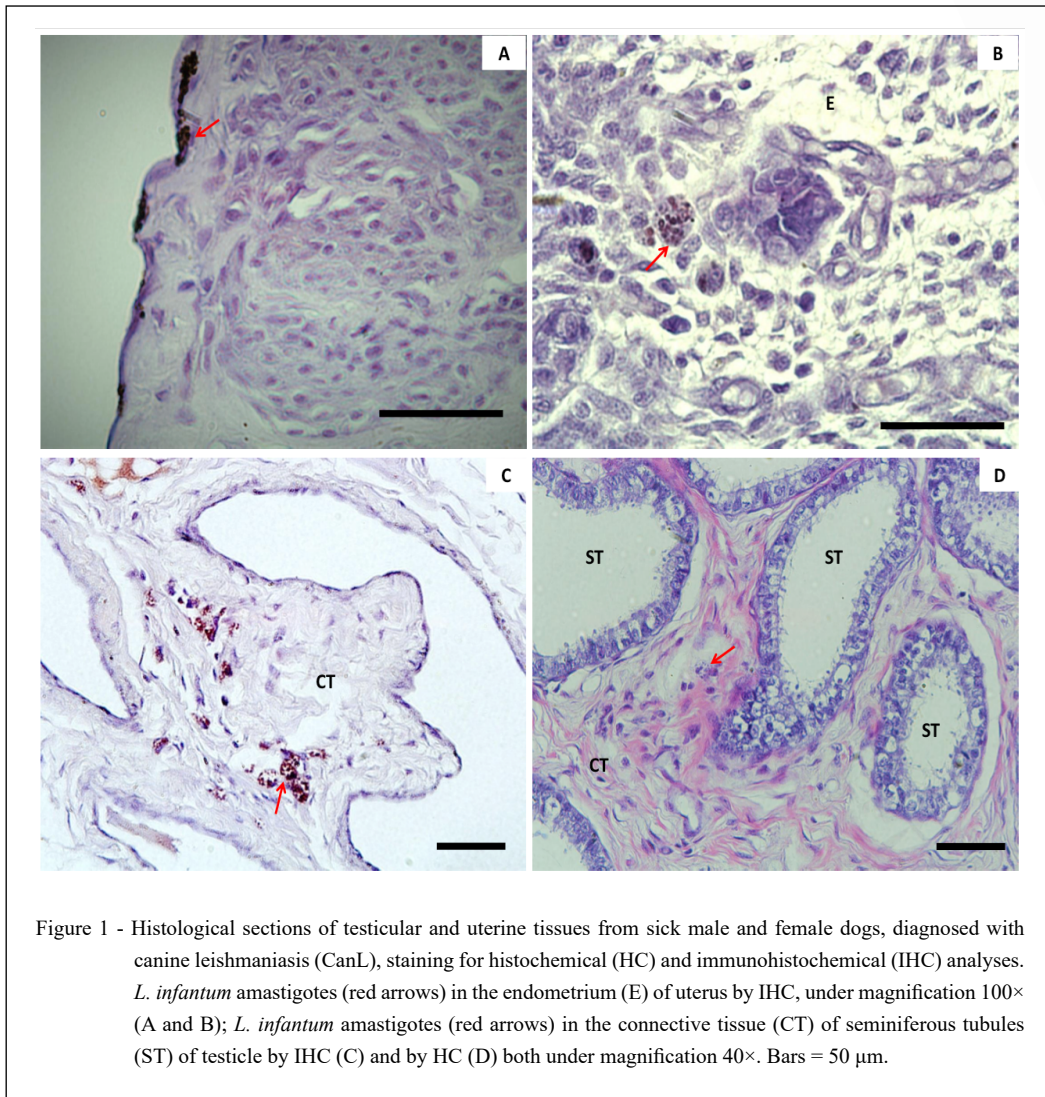 A
B
E
C
CT
D
ST
ST
ST
CT
Figure 1 - Histological sections of testicular and uterine tissues from sick male and female dogs, diagnosed with
canine leishmaniasis (CanL), staining for histochemical (HC) and immunohistochemical (IHC) analyses.
L. infantum amastigotes (red arrows) in the endometrium (E) of uterus by IHC, under magnification 100×
(A and B); L. infantum amastigotes (red arrows) in the connective tissue (CT) of seminiferous tubules
(ST) of testicle by IHC (C) and by HC (D) both under magnification 40×. Bars = 50 μm.